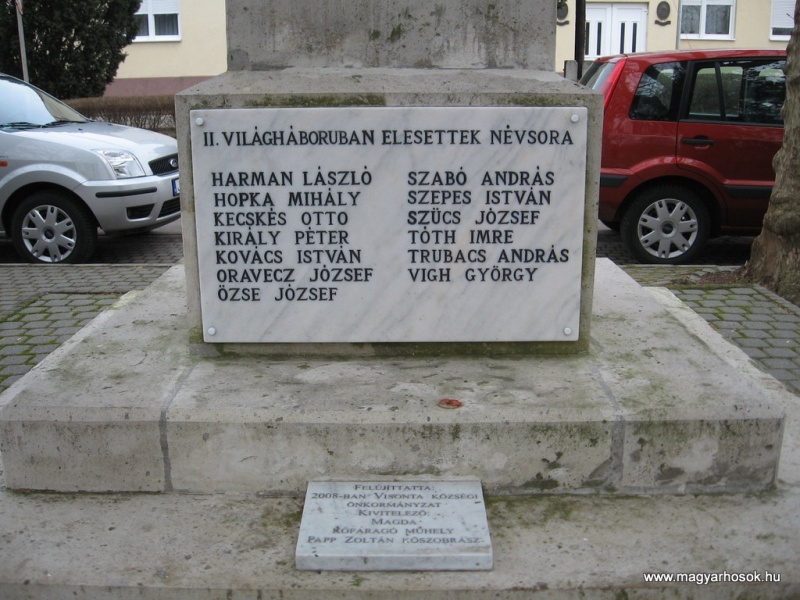 II. VILÁGHÁBORUBAN ELESETTEK NÉVSORA
HARMAN LÁSZLÓ
HOPKA MIHÁLY
KECSKÉS OTTO
KIRÁLY PÉTER
KOVÁCS ISTVÁN
ORAVECZ JÓZSEF
ÖZSE JÓZSEF
SZABÓ ANDRÁS
SZEPES ISTVÁN
SZÜCS JÓZSEF
TÓTH IMRE
TRUBACS ANDRÁS
VIGH GYÖRGY
FELÚJÍTTATTA:
2008-BAN VISONTA KÖZSÉGI
ÖNKORMÁNYZAT
KIVITELEZŐ:
MAGDA-
KŐFARAGÓ MŰHELY
PAPP ZOLTÁN KŐSZOBRÁSZ
www.magyarhosok.hu